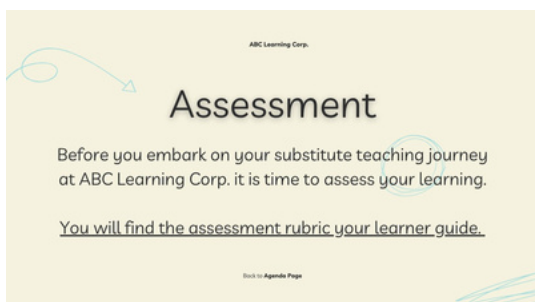 ABC Learning Corp.
Assessment
Before you embark on your substitute teaching journey
at ABC Learning Corp. it is time to assess your learning.
You will find the assessment rubric your learner guide.
Back to Agenda Page